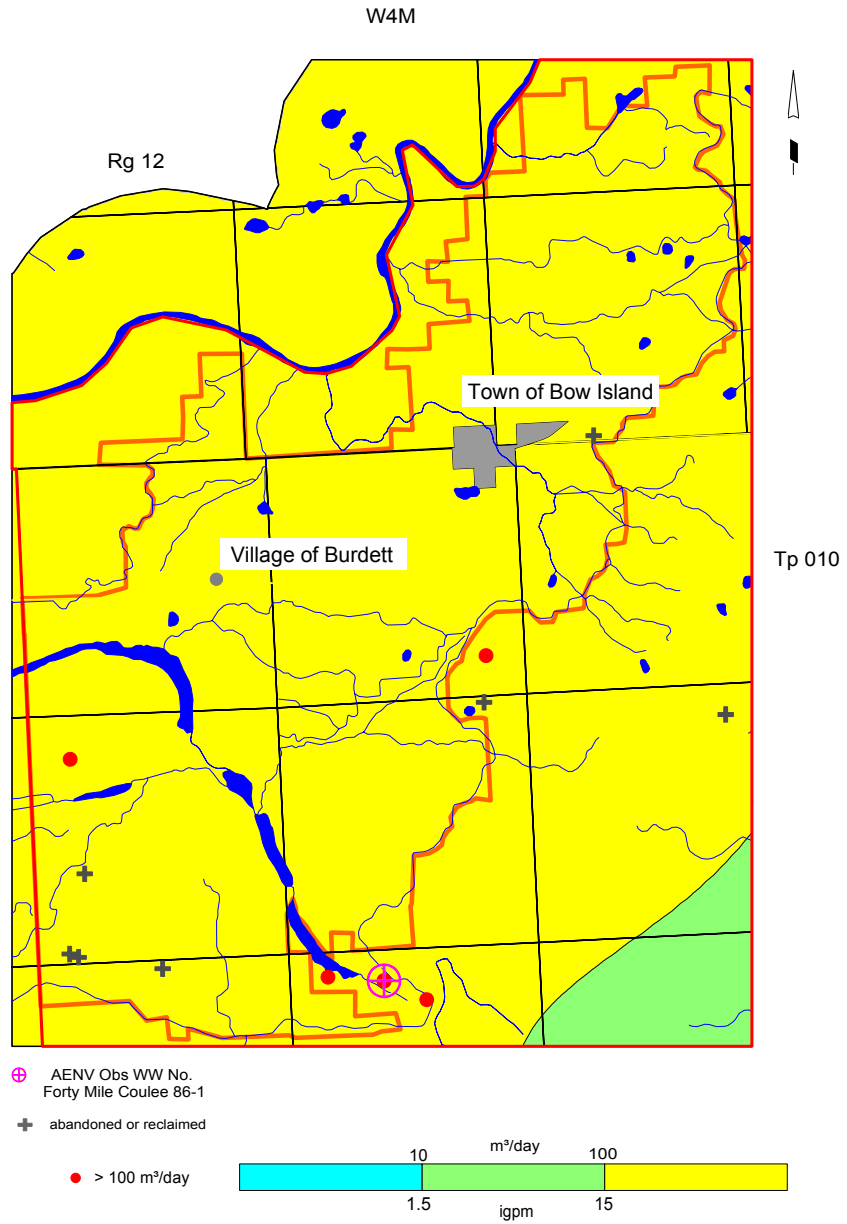 W4M
Rg 12
Town of Bow Island
Village of Burdett
Tp 010
AENV Obs WW No.
Forty Mile Coulee 86-1
abandoned or reclaimed
> 100 m³/day
m³/day
10 100
1.5 15
igpm